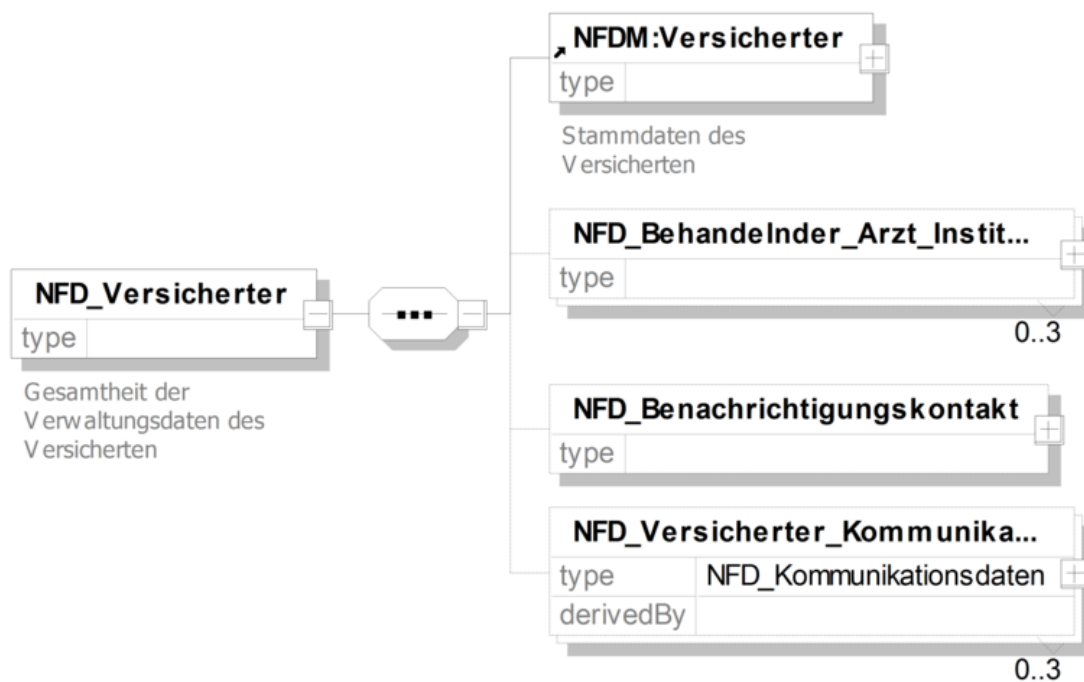 NFDM:Versicherter
type
Stammdaten des
Versicherten
NFD_Behandelnder_Arzt_Instit...
type
0..3
NFD_Versicherter
type
Gesamtheit der
Verwaltungsdaten des
Versicherten
NFD_Benachrichtigungskontakt
type
NFD_Versicherter_Kommunika...
type NFD_Kommunikationsdaten
derivedBy
0..3